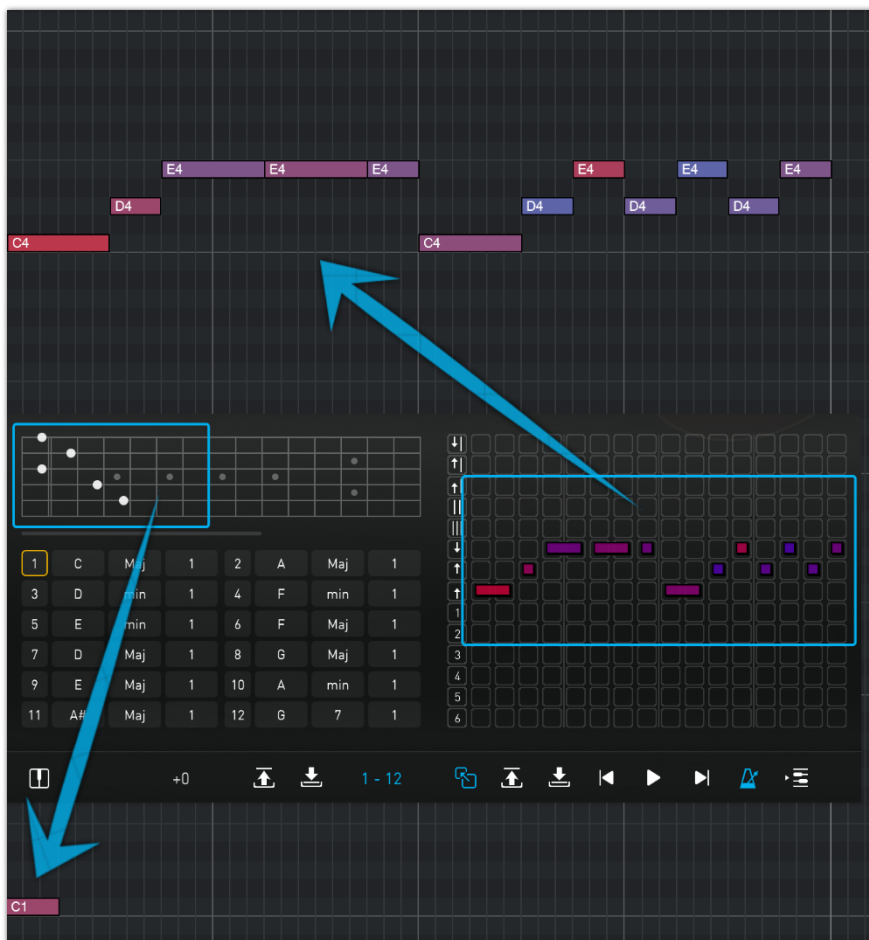 E4 E4 E4 E4 E4 E4
D4 D4 D4 D4
C4 C4
1 C Maj 1 2 A Maj 1
3 D min 1 4 F min 1
5 E min 1 6 F Maj 1
7 D Maj 1 8 G Maj 1
9 E Maj 1 10 A min 1
11 A# Maj 1 12 G 7 1
1
2
3
4
5
6
+0 1 - 12
C1